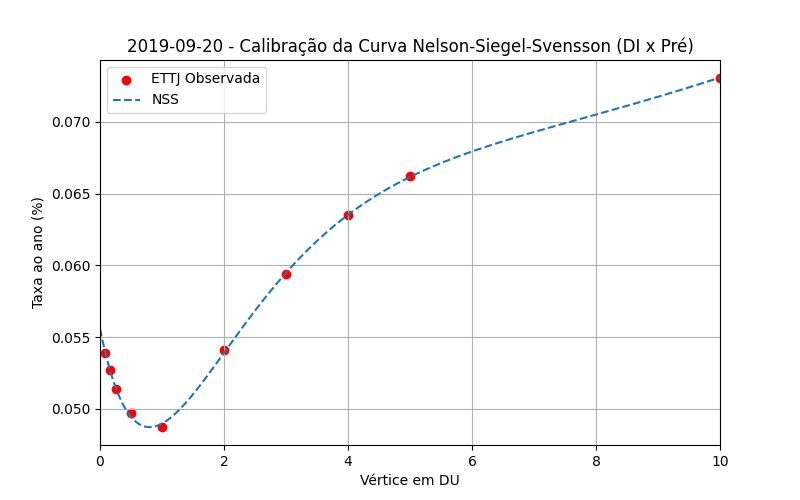 2019-09-20 - Calibração da Curva Nelson-Siegel-Svensson (DI x Pré)
ETTJ Observada
NSS
Taxa ao ano (%)
0.070
0.065
0.060
0.055
0.050
0 2 4 6 8 10
Vértice em DU